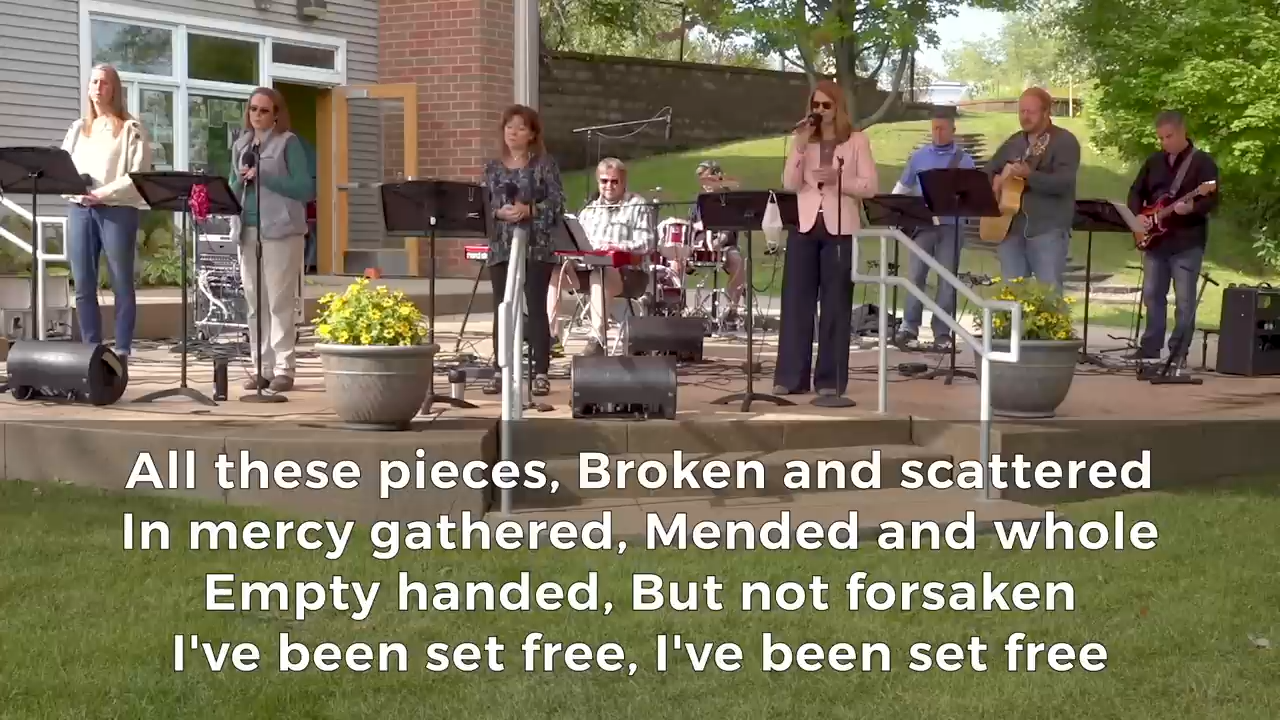 All these pieces, Broken and scattered
In mercy gathered, Mended and whole
Empty handed, But not forsaken
I've been set free, I've been set free